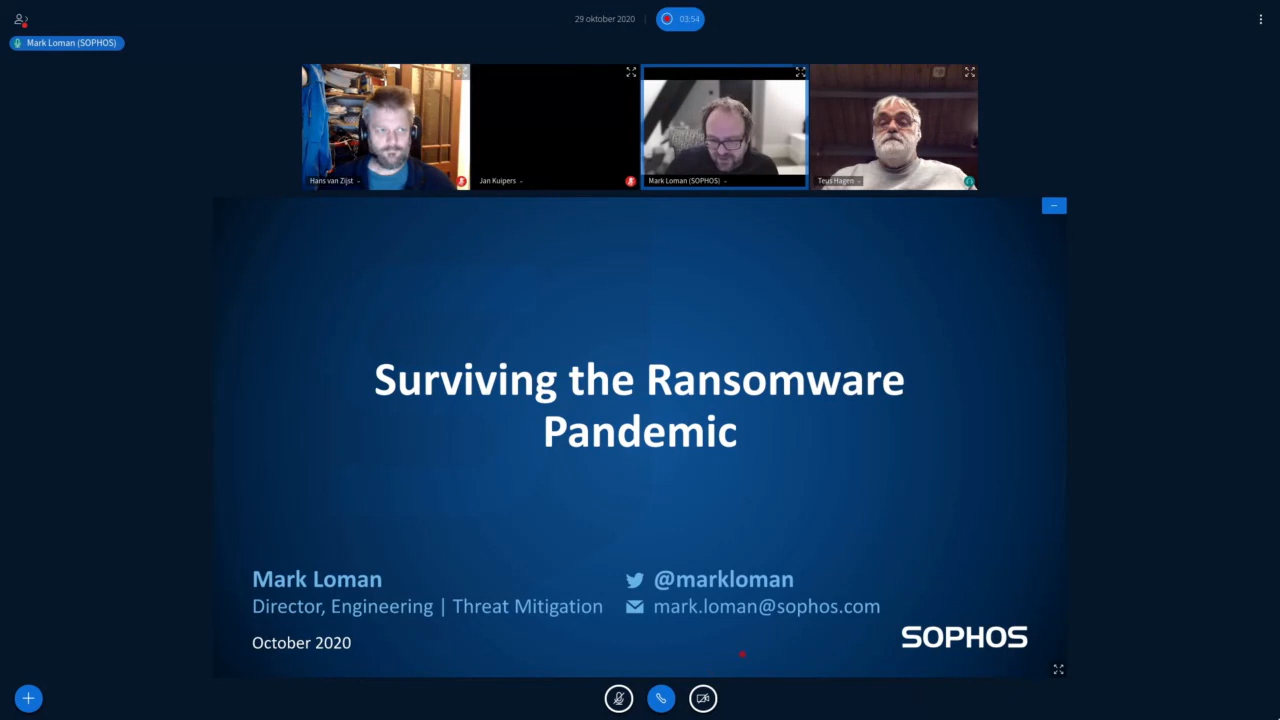 29 oktober 2020
03:54
Mark Loman (SOPHOS)
Hans van Zijst
Jan Kuipers
Mark Loman (SOPHOS)
Teus Hagen
Surviving the Ransomware
Pandemic
Mark Loman
@markloman
Director, Engineering | Threat Mitigation
mark.loman@sophos.com
October 2020
SOPHOS